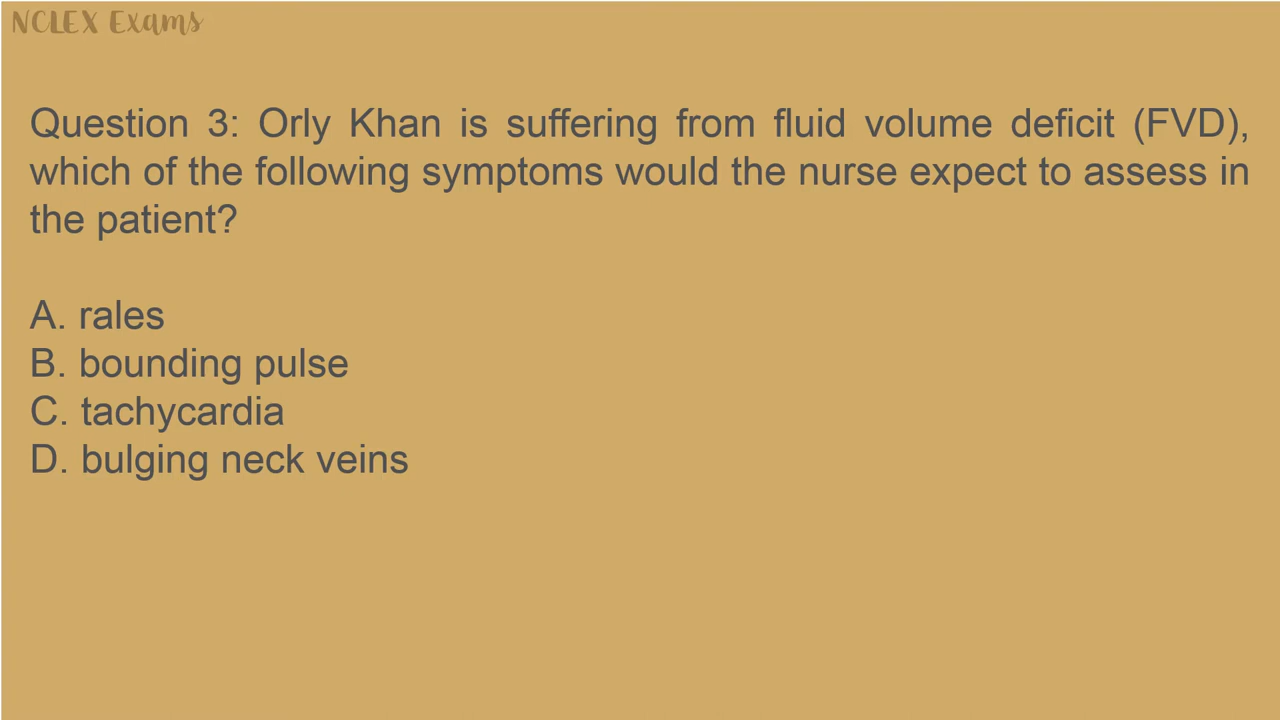 NCLEX Exams
Question 3: Orly Khan is suffering from fluid volume deficit (FVD),
which of the following symptoms would the nurse expect to assess in
the patient?
A. rales
B. bounding pulse
C. tachycardia
D. bulging neck veins